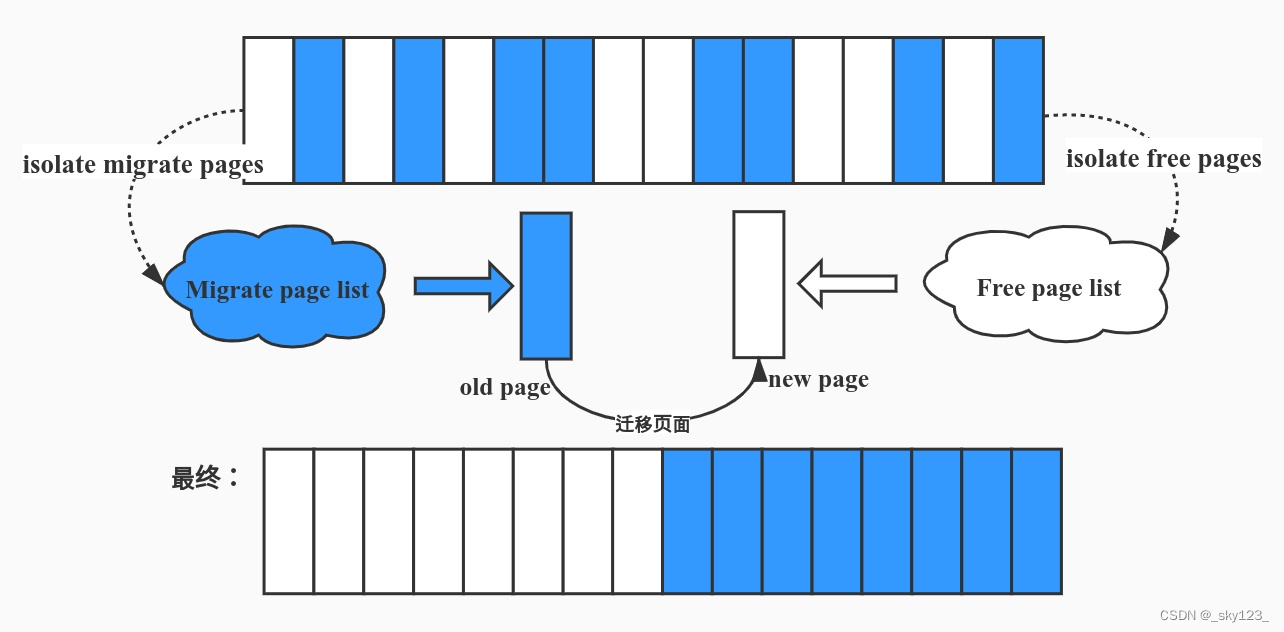 isolate migrate pages
isolate free pages
Migrate page list
Free page list
old page
new page
迁移页面
最终：
CSDN @_sky123_